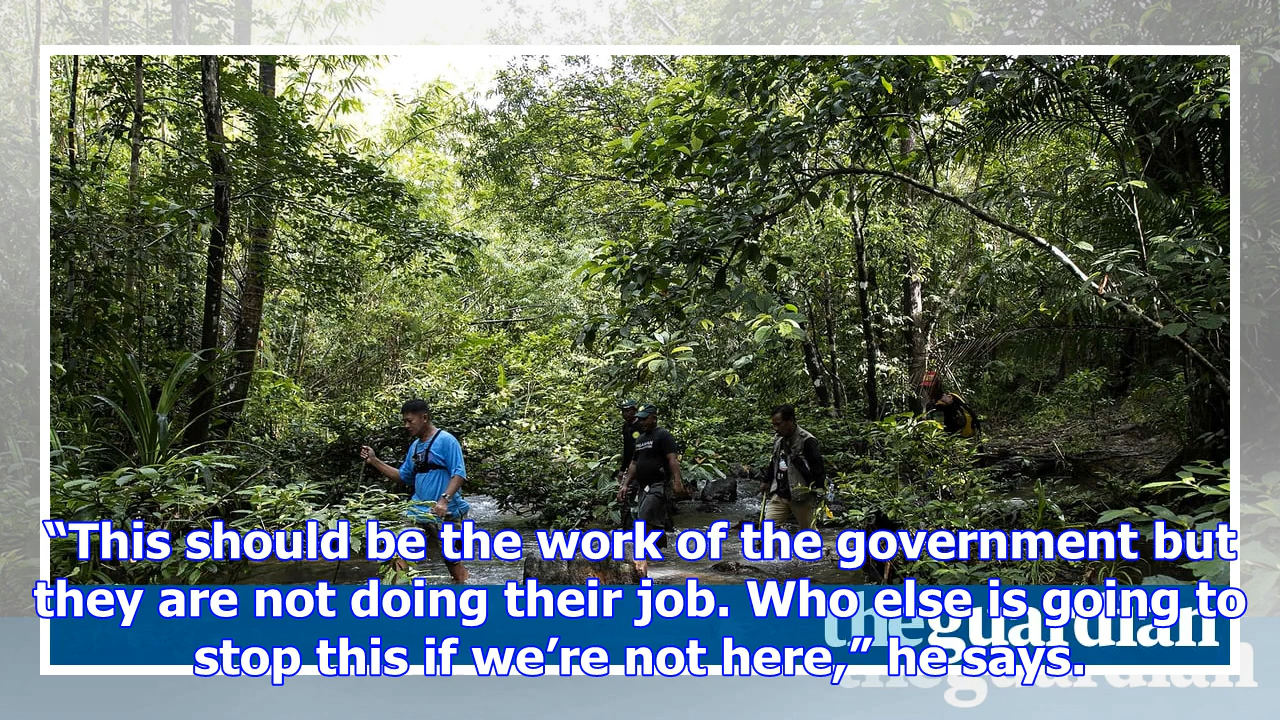 “This should be the work of the government but
they are not doing their job. Who else is going to
stop this if we’re not here,” he says.
theguardian
theguardian